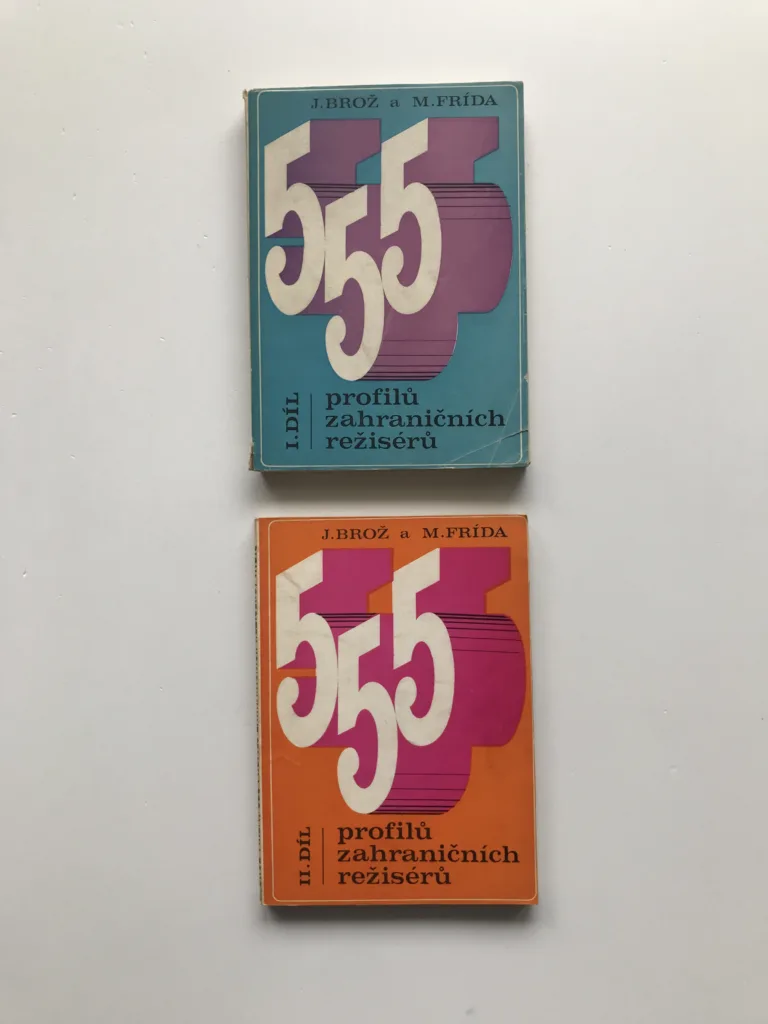 J.BROŽ a M.FRÍDA
555
I.DÍL
profilů
zahraničních
režisérů
J.BROŽ a M.FRÍDA
555
II.DÍL
profilů
zahraničních
režisérů